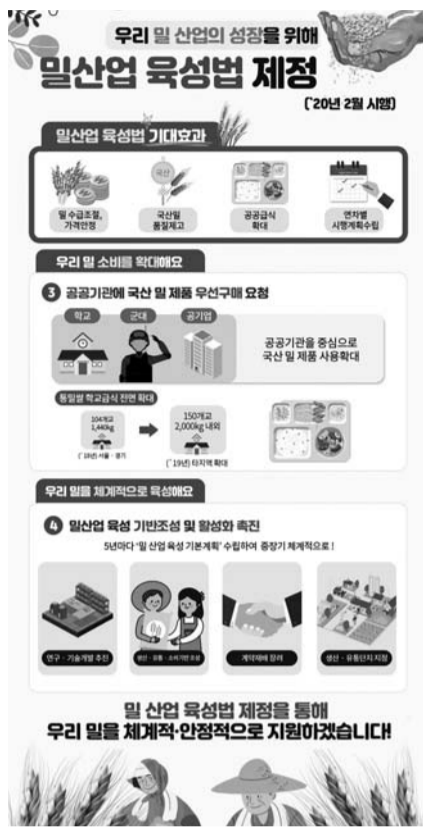 우리 밀 산업의 성장을 위해
밀산업 육성법 제정
(`20년 2월 시행)
밀산업 육성법 기대효과
밀 수급조절,
가격안정
국산
국산밀
품질제고
공공급식
확대
연차별
시행계획수립
우리 밀 소비를 확대해요
3 공공기관에 국산 밀 제품 우선구매 요청
학교
군대
공기업
공공기관을 중심으로
국산 밀 제품 사용확대
통밀쌀 학교급식 전면 확대
104개교
1,440kg
(`18년) 서울·경기
150개교
2,000kg 내외
(`19년) 타지역 확대
우리 밀을 체계적으로 육성해요
4 밀산업 육성 기반조성 및 활성화 촉진
5년마다 '밀 산업 육성 기본계획' 수립하여 중장기 체계적으로!
연구·기술개발 추진
생산·유통·소비기반 조성
계약재배 장려
생산·유통단지 지정
밀 산업 육성법 제정을 통해
우리 밀을 체계적·안정적으로 지원하겠습니다!